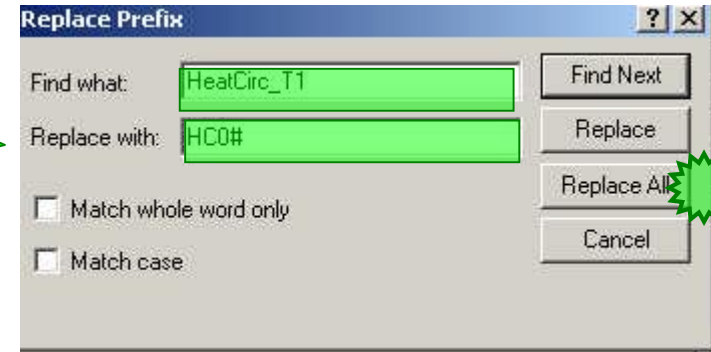 Replace Prefix
Find what: HeatCirc_T1 Find Next
Replace with: HC0# Replace
Replace All
Match whole word only
Cancel
Match case